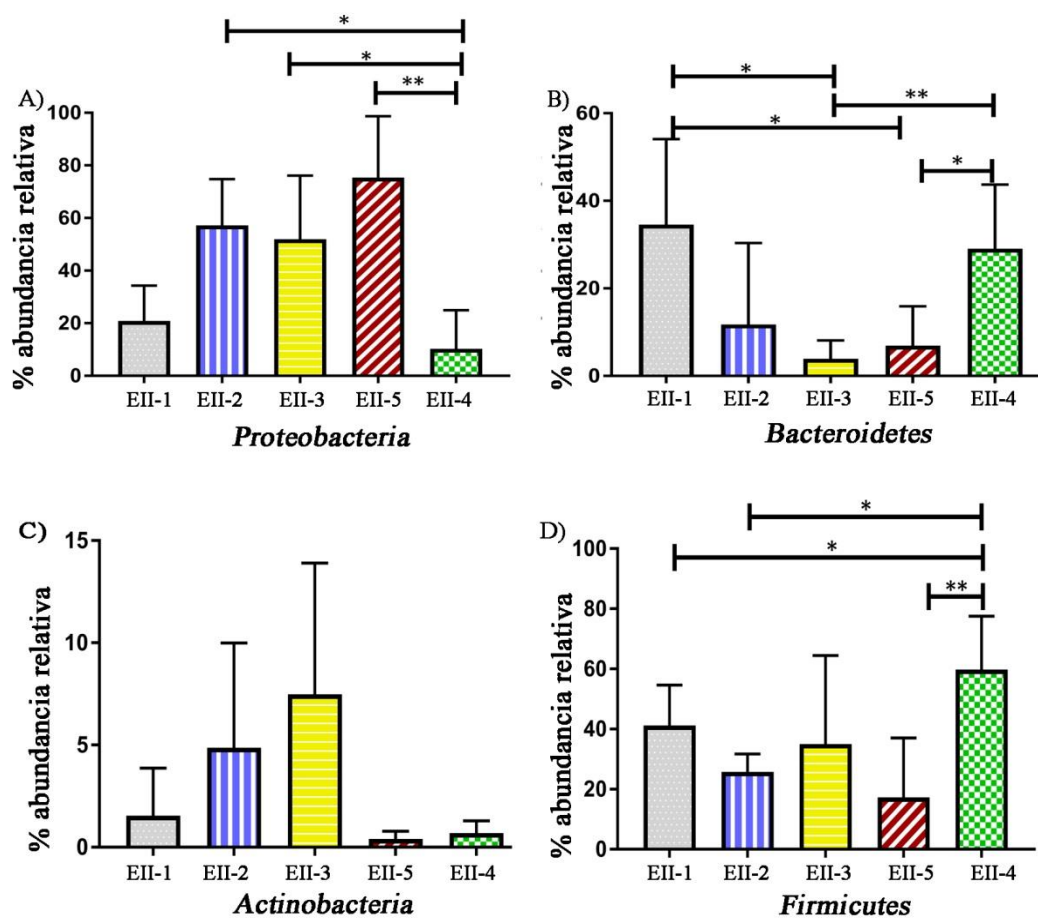 A)
*
*
**
% abundancia relativa
100
80
60
40
20
0
EII-1 EII-2 EII-3 EII-5 EII-4
Proteobacteria
B)
*
**
*
*
% abundancia relativa
60
40
20
0
EII-1 EII-2 EII-3 EII-5 EII-4
Bacteroidetes
C)
% abundancia relativa
15
10
5
0
EII-1 EII-2 EII-3 EII-5 EII-4
Actinobacteria
D)
*
*
**
% abundancia relativa
100
80
60
40
20
0
EII-1 EII-2 EII-3 EII-5 EII-4
Firmicutes